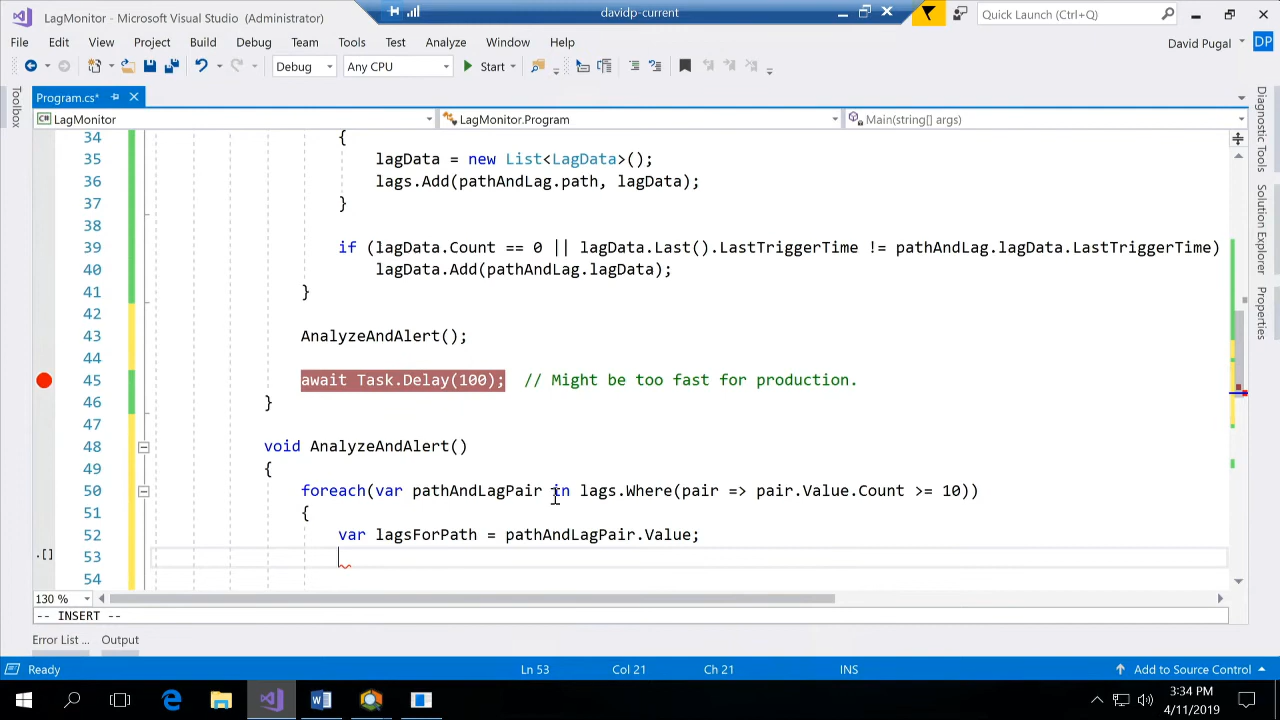 LagMonitor - Microsoft Visual Studio (Administrator)
davidp-current
Quick Launch (Ctrl+Q)
File Edit View Project Build Debug Team Tools Test Analyze Window Help
David Pugal
DP
Debug Any CPU Start
Program.cs*
LagMonitor LagMonitor.Program Main(string[] args)
Toolbox
34 {
35 lagData = new List<LagData>();
36 lags.Add(pathAndLag.path, lagData);
37 }
38
39 if (lagData.Count == 0 || lagData.Last().LastTriggerTime != pathAndLag.lagData.LastTriggerTime)
40 lagData.Add(pathAndLag.lagData);
41 }
42
43 AnalyzeAndAlert();
44
45 await Task.Delay(100); // Might be too fast for production.
46 }
47
48 void AnalyzeAndAlert()
49 {
50 foreach(var pathAndLagPair in lags.Where(pair => pair.Value.Count >= 10))
51 {
52 var lagsForPath = pathAndLagPair.Value;
53
54
Diagnostic Tools
Solution Explorer
Properties
130 %
-- INSERT --
Error List ... Output
Ready Ln 53 Col 21 Ch 21 INS Add to Source Control
3:34 PM
4/11/2019